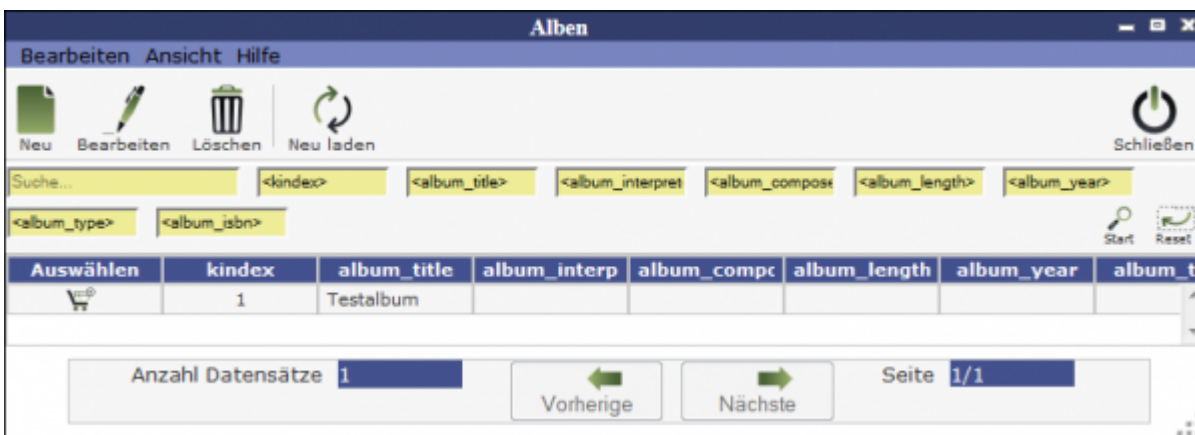 Alben
Bearbeiten Ansicht Hilfe
Neu Bearbeiten Löschen Neu laden Schließen
Suche... <kindex> <album_title> <album_interpret <album_compose <album_length> <album_year>
<album_type> <album_isbn> Start Reset
Auswählen kindex album_title album_interp album_compo album_length album_year album_t
1 Testalbum
Anzahl Datensätze 1 Vorherige Nächste Seite 1/1